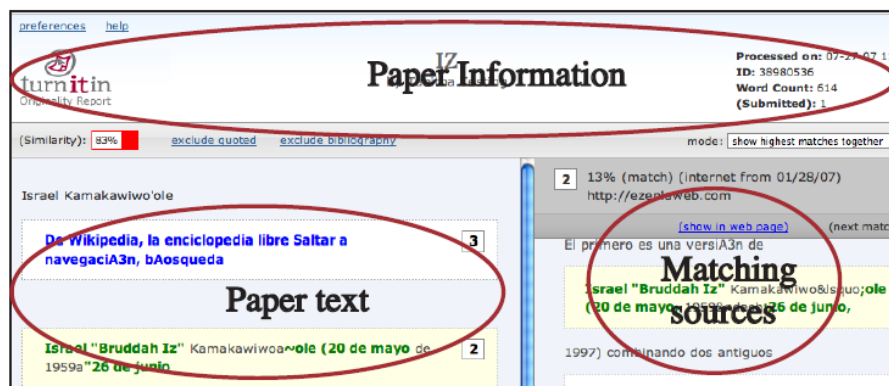 preferences help
turnitin
Originality Report
IZ
Paper Information
Processed on: 07-27-07 1
ID: 38980536
Word Count: 614
(Submitted): 1
(Similarity): 83% exclude quoted exclude bibliography mode: show highest matches together
2 13% (match) (internet from 01/28/07)
http://ezenlaweb.com
(show in web page) (next matc
Israel Kamakawiwo'ole
De Wikipedia, la enciclopedia libre Saltar a 3
navegaciA3n, bAosqueda
Paper text
Israel "Bruddah Iz" Kamakawiwoa~ole (20 de mayo de 2
1959a"26 de junio
El primero es una versiA3n de
Matching
sources
Israel "Bruddah Iz" Kamakawiwo&lsquo;ole
(20 de mayo 26 de junio,
1997) combinando dos antiguos